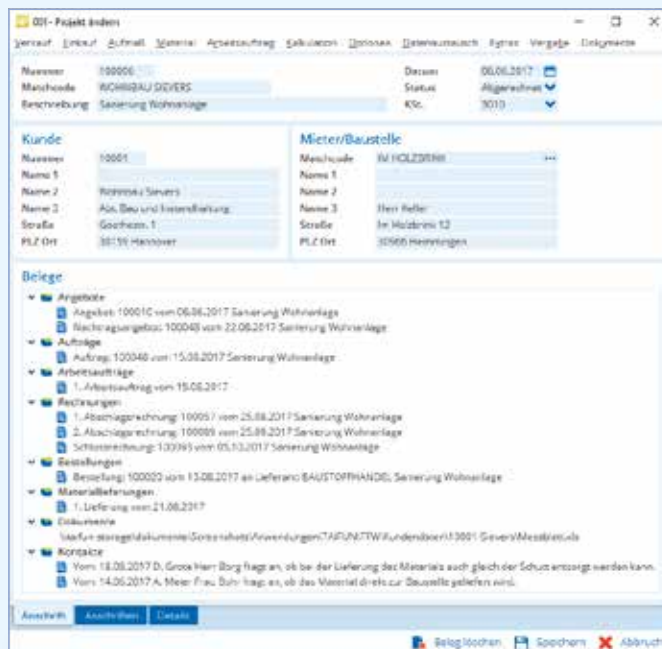 001- Projekt ändern
Verkauf Einkauf Aufmaß Material Arbeitsauftrag Kalkulation Optionen Datenaustausch Extras Vergabe Dokumente
Nummer 100006 Datum 06.06.2017
Matchcode WOHNBAU SIEVERS Status Abgerechnet
Beschreibung Sanierung Wohnanlage KSt. 3010
Kunde Mieter/Baustelle
Nummer 10001 Matchcode IM HOLZBRINK ...
Name 1 Name 1
Name 2 Wohnbau Sievers Name 2
Name 3 Abt. Bau und Instandhaltung Name 3 Herr Keller
Straße Goethestr. 1 Straße Im Holzbrink 12
PLZ Ort 30159 Hannover PLZ Ort 30966 Hemmingen
Belege
Angebote
Angebot: 100010 vom 06.06.2017 Sanierung Wohnanlage
Nachtragsangebot: 100048 vom 22.08.2017 Sanierung Wohnanlage
Aufträge
Auftrag: 100046 vom 15.08.2017 Sanierung Wohnanlage
Arbeitsaufträge
1. Arbeitsauftrag vom 15.08.2017
Rechnungen
1. Abschlagsrechnung: 100057 vom 25.08.2017 Sanierung Wohnanlage
2. Abschlagsrechnung: vom 25.08.2017 Sanierung Wohnanlage
Schlussrechnung: 100093 vom 05.10.2017 Sanierung Wohnanlage
Bestellungen
Bestellung: 100020 vom 13.08.2017 an Lieferant: BAUSTOFFHANDEL Sanierung Wohnanlage
Materiallieferungen
1. Lieferung vom 21.08.2017
Dokumente
Kontakte
Vom: 18.08.2017 D. Grote Herr Borg fragt an, ob bei der Lieferung des Materials auch gleich der Schutt entsorgt werden kann.
Vom: 14.06.2017 A. Meier Frau Buhr fragt an, ob das Material direkt zur Baustelle geliefert wird.
Anschrift Anschriften Details
Beleg löschen Speichern Abbruch